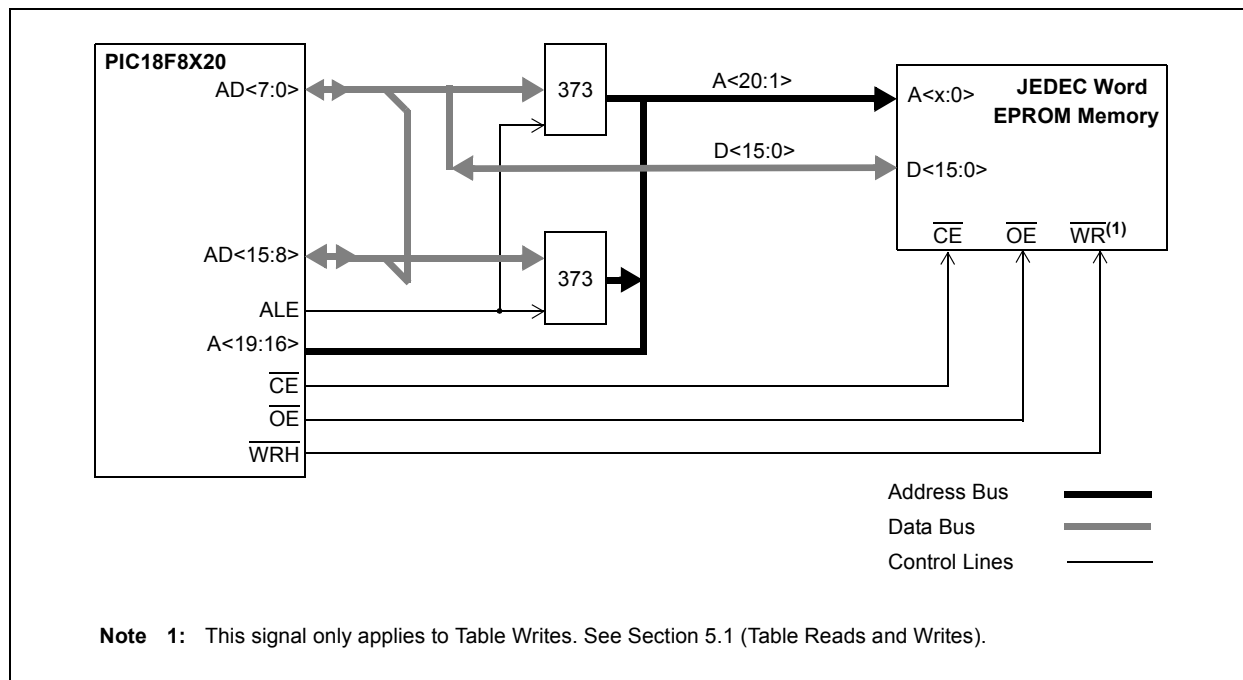 PIC18F8X20
AD<7:0>
373
A<20:1>
A<x:0>
JEDEC Word
EPROM Memory
D<15:0>
D<15:0>
AD<15:8>
373
CE
OE
WR(1)
ALE
A<19:16>
CE
OE
WRH
Address Bus
Data Bus
Control Lines
Note 1: This signal only applies to Table Writes. See Section 5.1 (Table Reads and Writes).